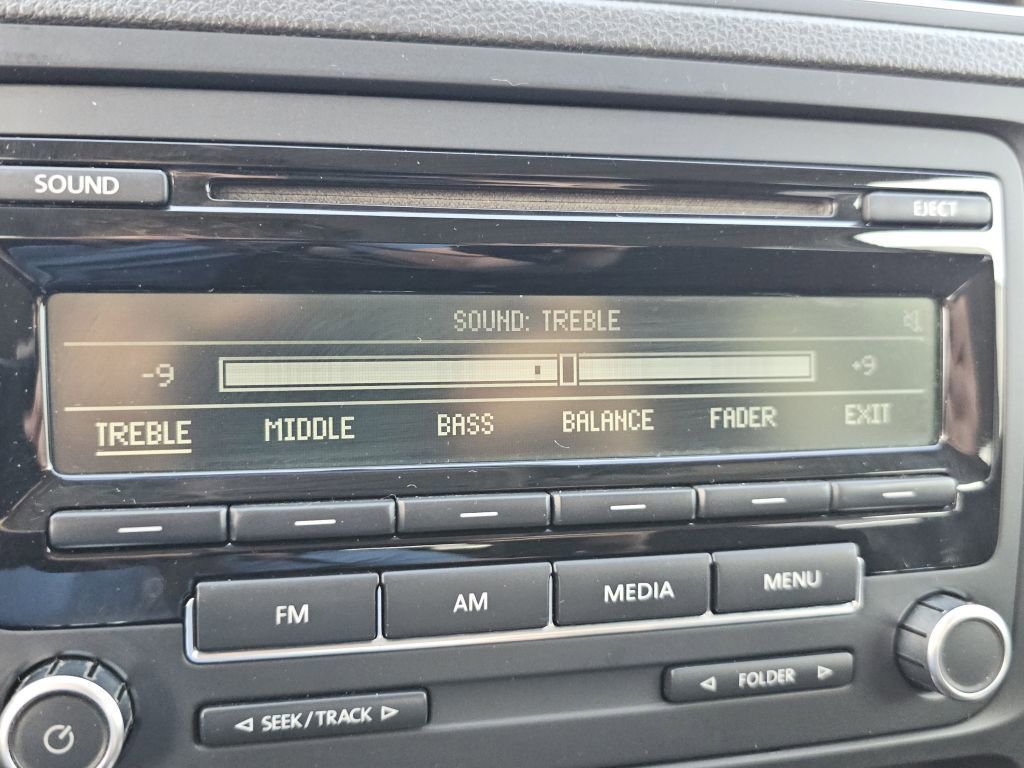 SOUND
EJECT
SOUND: TREBLE
-9 +9
TREBLE MIDDLE BASS BALANCE FADER EXIT
FM AM MEDIA MENU
FOLDER
SEEK/TRACK